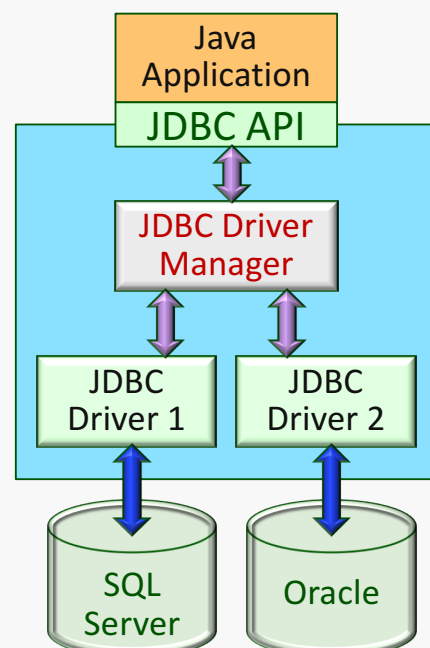 Java
Application
JDBC API
JDBC Driver
Manager
JDBC
Driver 1
JDBC
Driver 2
SQL
Server
Oracle